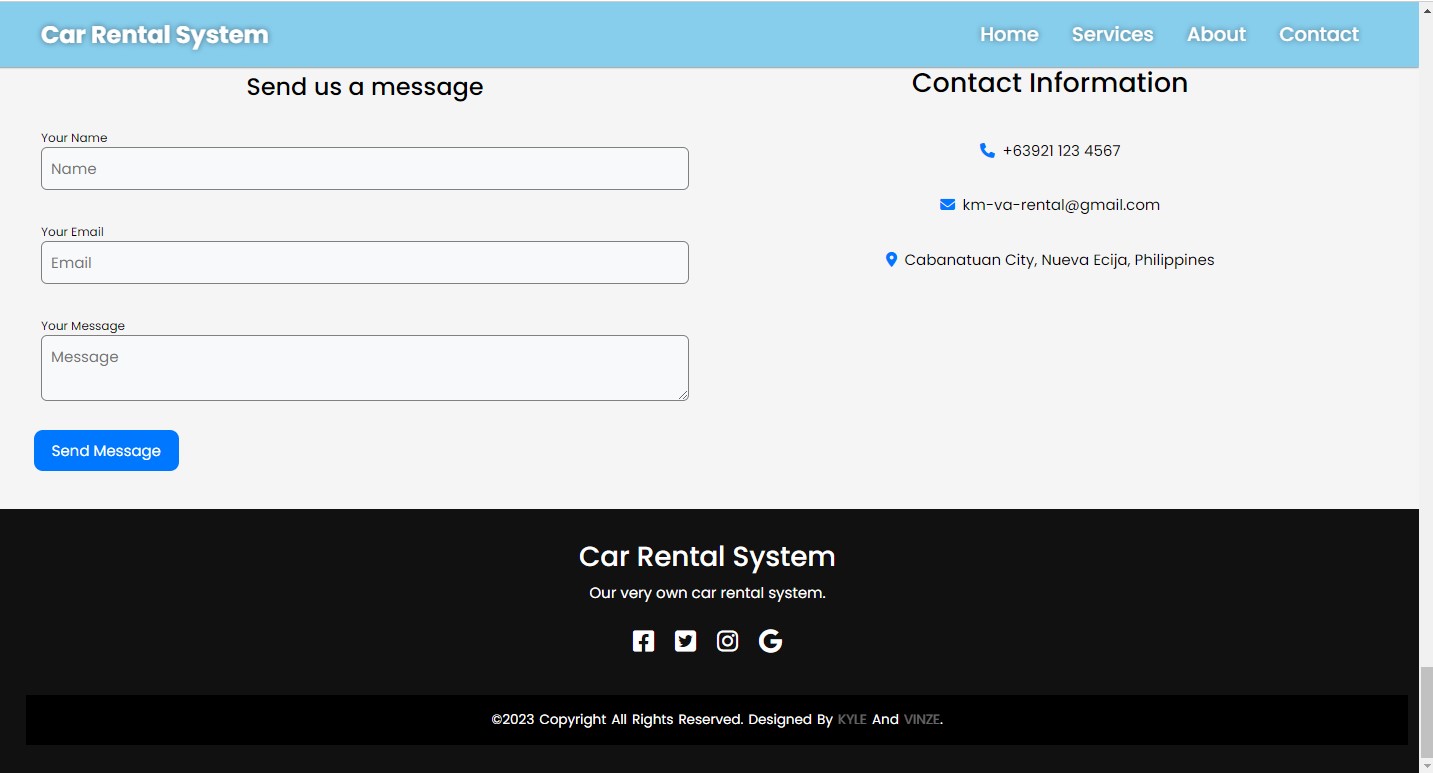 Car Rental System
Home Services About Contact
Send us a message
Your Name
Name
Your Email
Email
Your Message
Message
Send Message
Contact Information
+63921 123 4567
km-va-rental@gmail.com
Cabanatuan City, Nueva Ecija, Philippines
Car Rental System
Our very own car rental system.
©2023 Copyright All Rights Reserved. Designed By KYLE And VINZE.